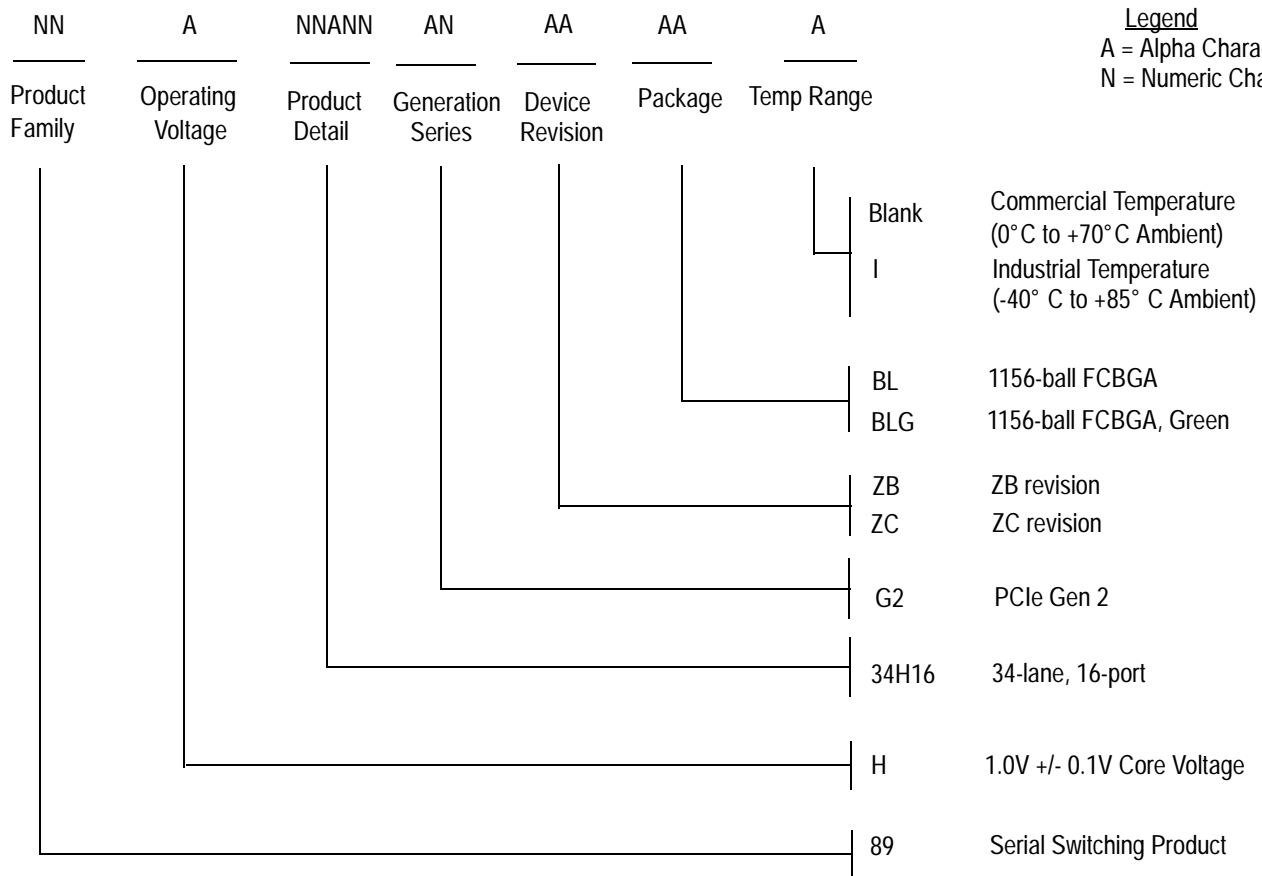 NN A NNANN AN AA AA A
Legend
A = Alpha Chara
N = Numeric Cha
Product Family
Operating Voltage
Product Detail
Generation Series
Device Revision
Package
Temp Range
Blank Commercial Temperature
(0°C to +70°C Ambient)
I Industrial Temperature
(-40° C to +85° C Ambient)
BL 1156-ball FCBGA
BLG 1156-ball FCBGA, Green
ZB ZB revision
ZC ZC revision
G2 PCIe Gen 2
34H16 34-lane, 16-port
H 1.0V +/- 0.1V Core Voltage
89 Serial Switching Product